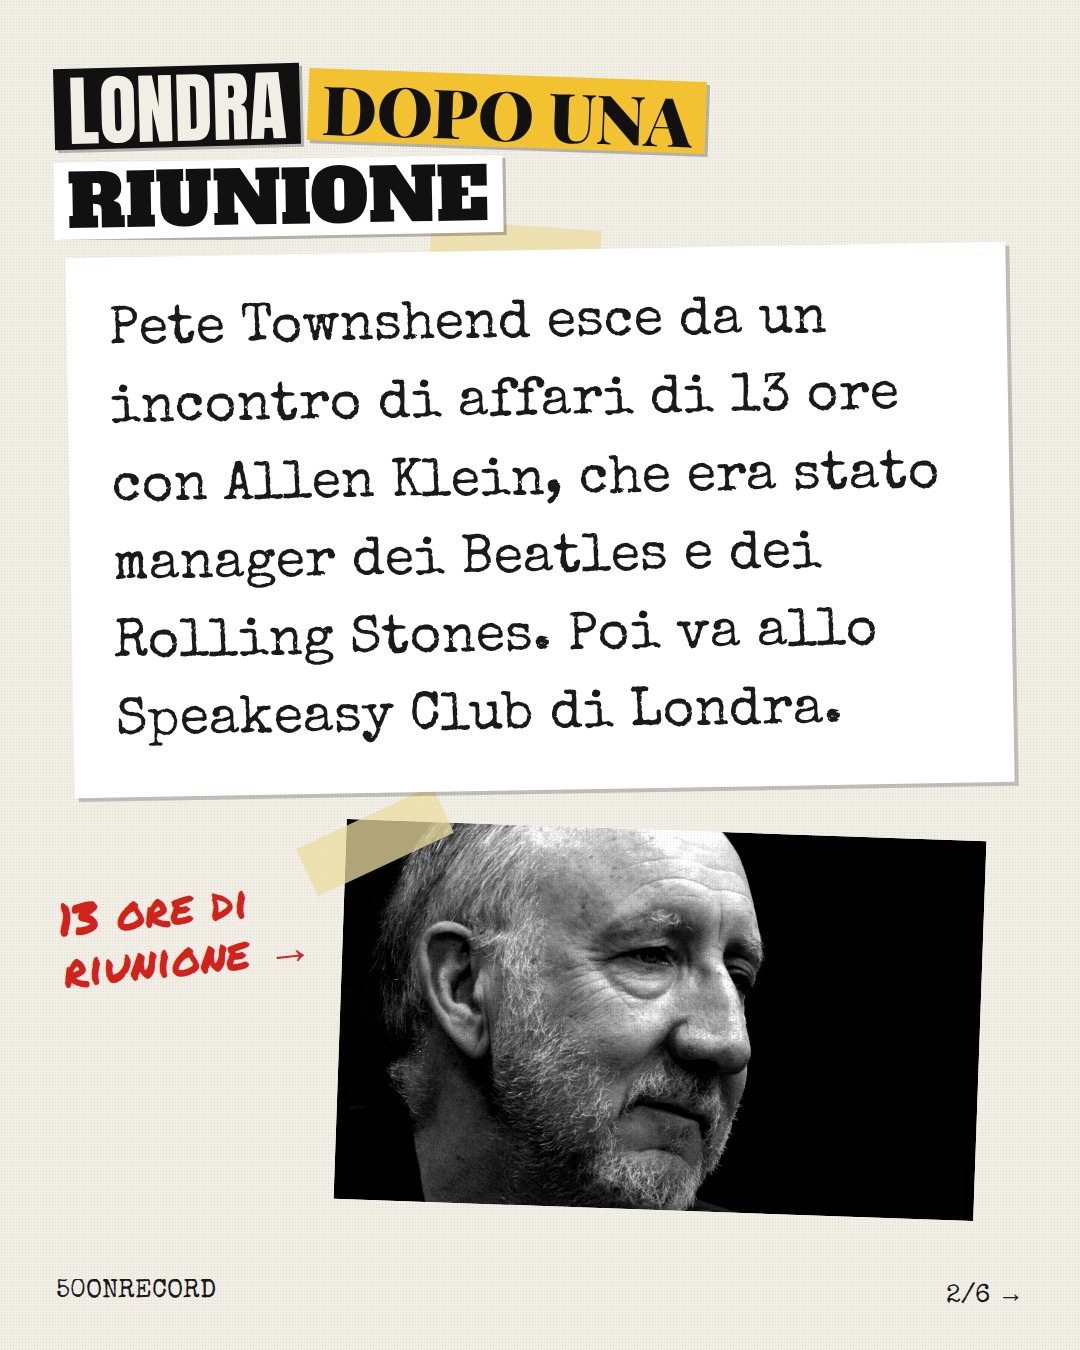 LONDRA DOPO UNA
RIUNIONE
Pete Townshend esce da un
incontro di affari di 13 ore
con Allen Klein, che era stato
manager dei Beatles e dei
Rolling Stones. Poi va allo
Speakeasy Club di Londra.
13 ORE DI
RIUNIONE →
50ONRECORD
2/6 →